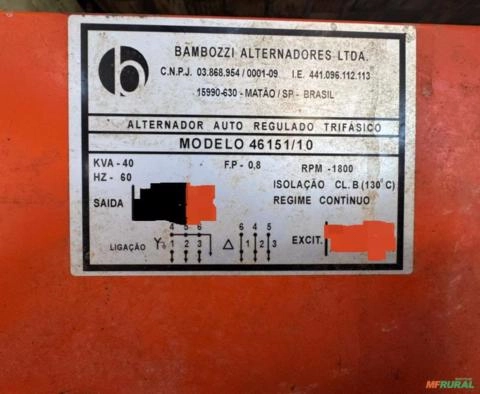 b
BAMBOZZI ALTERNADORES LTDA.
C.N.P.J. 03.868.954 / 0001-09 I.E. 441.096.112.113
15990-630 - MATÃO / SP - BRASIL
ALTERNADOR AUTO REGULADO TRIFÁSICO
MODELO 46151/10
KVA - 40 F.P - 0,8 RPM - 1800
HZ - 60 ISOLAÇÃO CL. B (130°C)
SAIDA REGIME CONTÍNUO
4 5 6 6 4 5
LIGAÇÃO Y 1 2 3 Δ 1 2 3 EXCIT.
MFRURAL